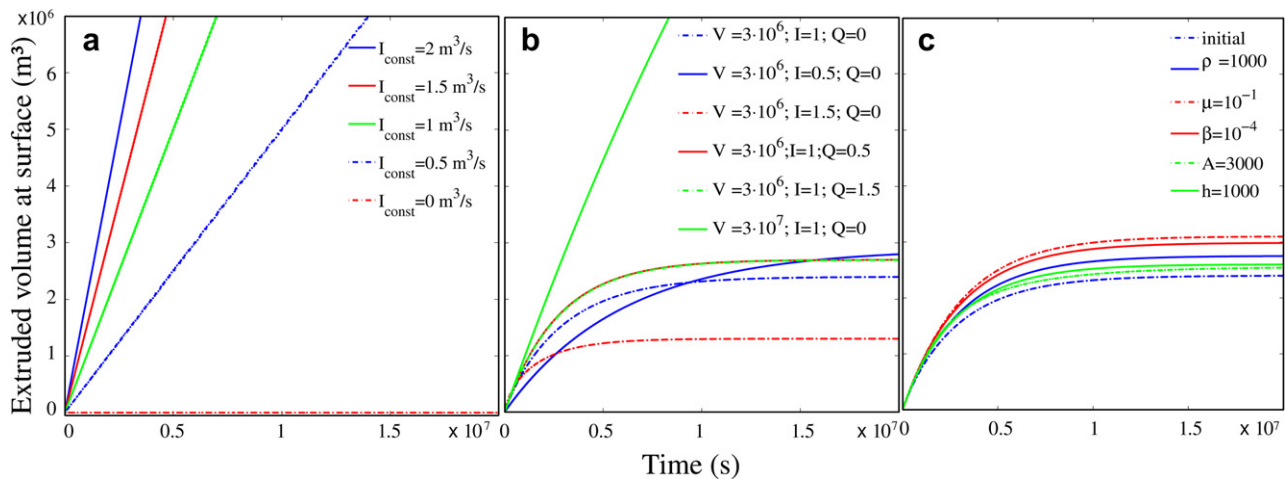 ×10⁶
Extruded volume at surface (m³)
6
5
4
3
2
1
0
a
I_const=2 m³/s
I_const=1.5 m³/s
I_const=1 m³/s
I_const=0.5 m³/s
I_const=0 m³/s
0 0.5 1 1.5 x 10⁷
b
V =3·10⁶; I=1; Q=0
V =3·10⁶; I=0.5; Q=0
V =3·10⁶; I=1.5; Q=0
V =3·10⁶;I=1;Q=0.5
V =3·10⁶; I=1; Q=1.5
V =3·10⁷; I=1; Q=0
0 0.5 1 1.5 x 10⁷
c
initial
ρ =1000
μ=10⁻¹
β=10⁻⁴
A=3000
h=1000
0 0.5 1 1.5 x 10⁷
Time (s)